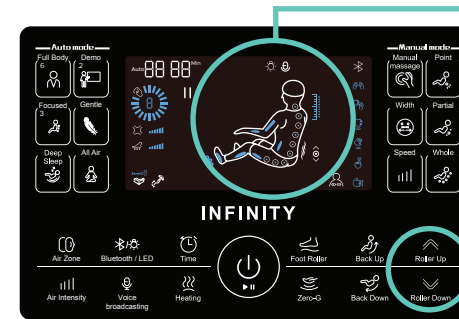 Auto mode
Manual mode
Full Body
6
Demo
2
Focused
3
Gentle
Deep
Sleep
All Air
Auto 88 88 Min
8
Manual
massage
Point
Width
Partial
Speed
Whole
INFINITY
Air Zone
Bluetooth / LED
Time
Foot Roller
Back Up
Roller Up
Air Intensity
Voice
broadcasting
Heating
Zero-G
Back Down
Roller Down